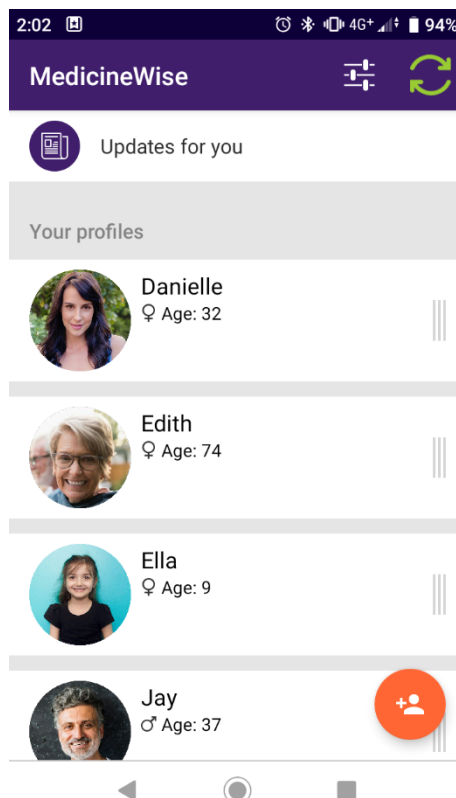 2:02 4G+ 94%
MedicineWise
Updates for you
Your profiles
Danielle
♀ Age: 32
Edith
♀ Age: 74
Ella
♀ Age: 9
Jay
♂ Age: 37